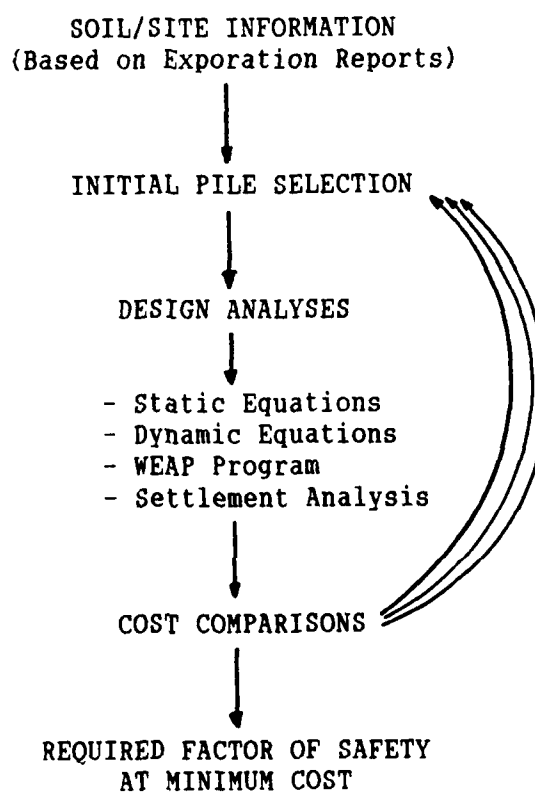 SOIL/SITE INFORMATION
(Based on Exporation Reports)
INITIAL PILE SELECTION
DESIGN ANALYSES
- Static Equations
- Dynamic Equations
- WEAP Program
- Settlement Analysis
COST COMPARISONS
REQUIRED FACTOR OF SAFETY
AT MINIMUM COST